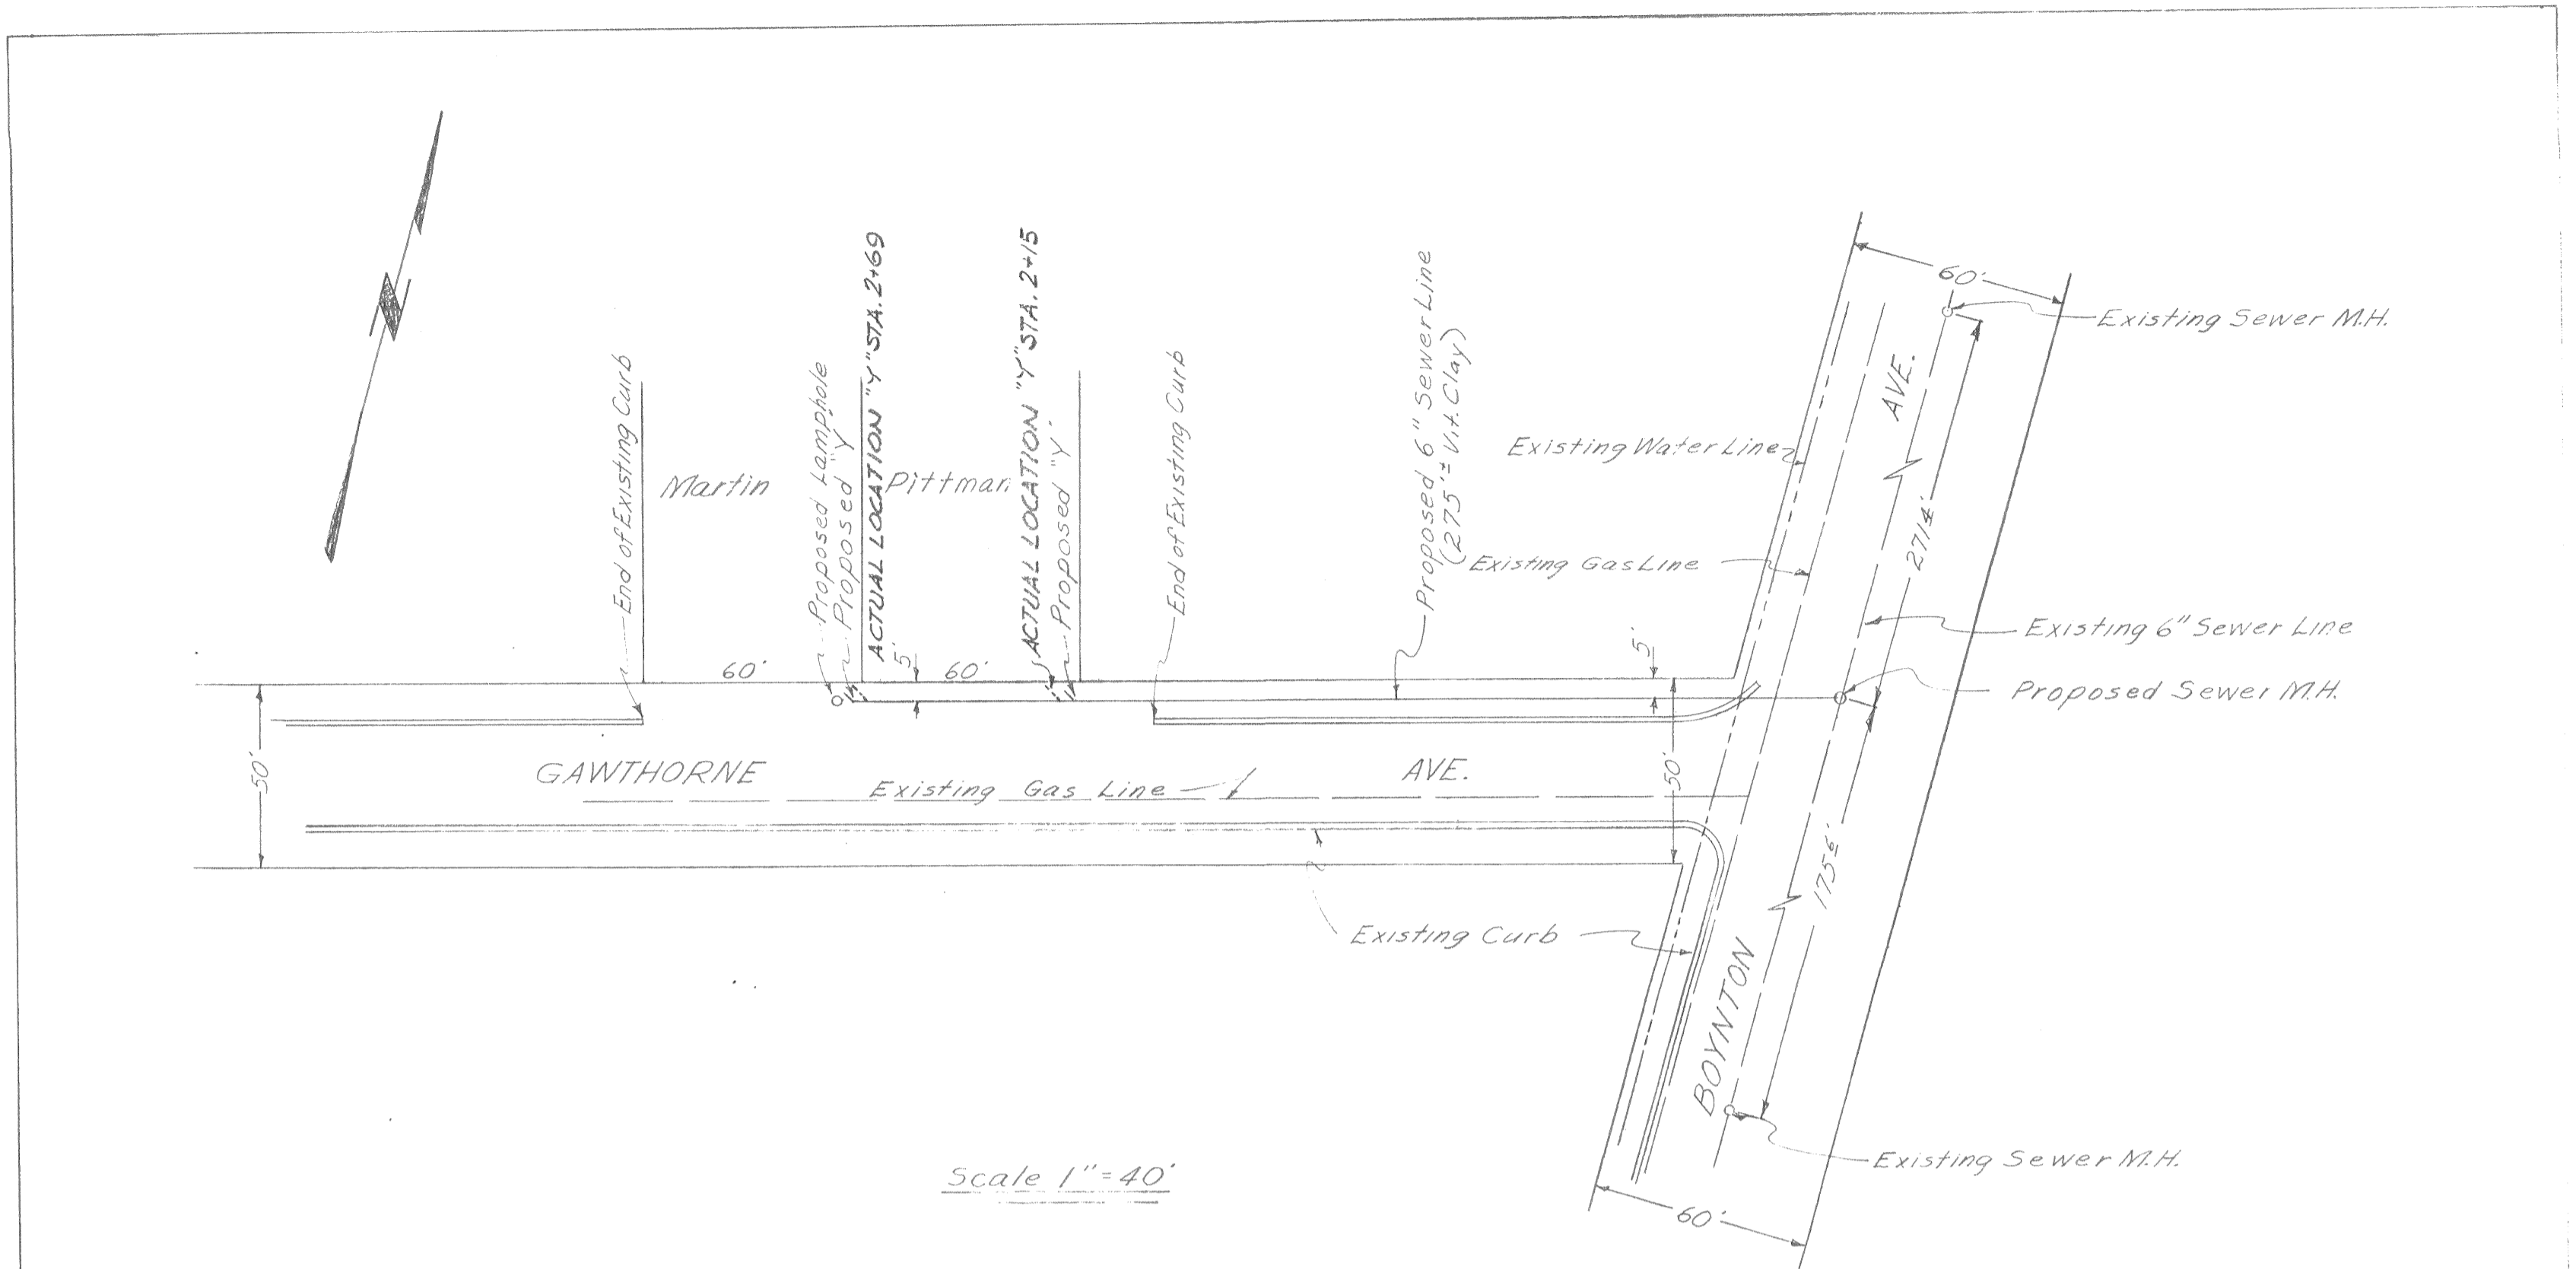 60'
Existing Sewer M.H.
AVE.
Existing Water Line
271 4'
Existing Gas Line
Existing 6" Sewer Line
Proposed Sewer M.H.
Proposed 6" Sewer Line
(275'± Vit. Clay)
End of Existing Curb
Martin
Proposed Lamphole
Proposed "Y"
ACTUAL LOCATION "Y" STA. 2+69
Pittman
ACTUAL LOCATION "Y" STA. 2+15
Proposed "Y"
End of Existing Curb
60'
5'
60'
5'
50'
GAWTHORNE
AVE.
Existing Gas Line
50'
175 6'
Existing Curb
BOYNTON
Existing Sewer M.H.
60'
Scale 1"=40'